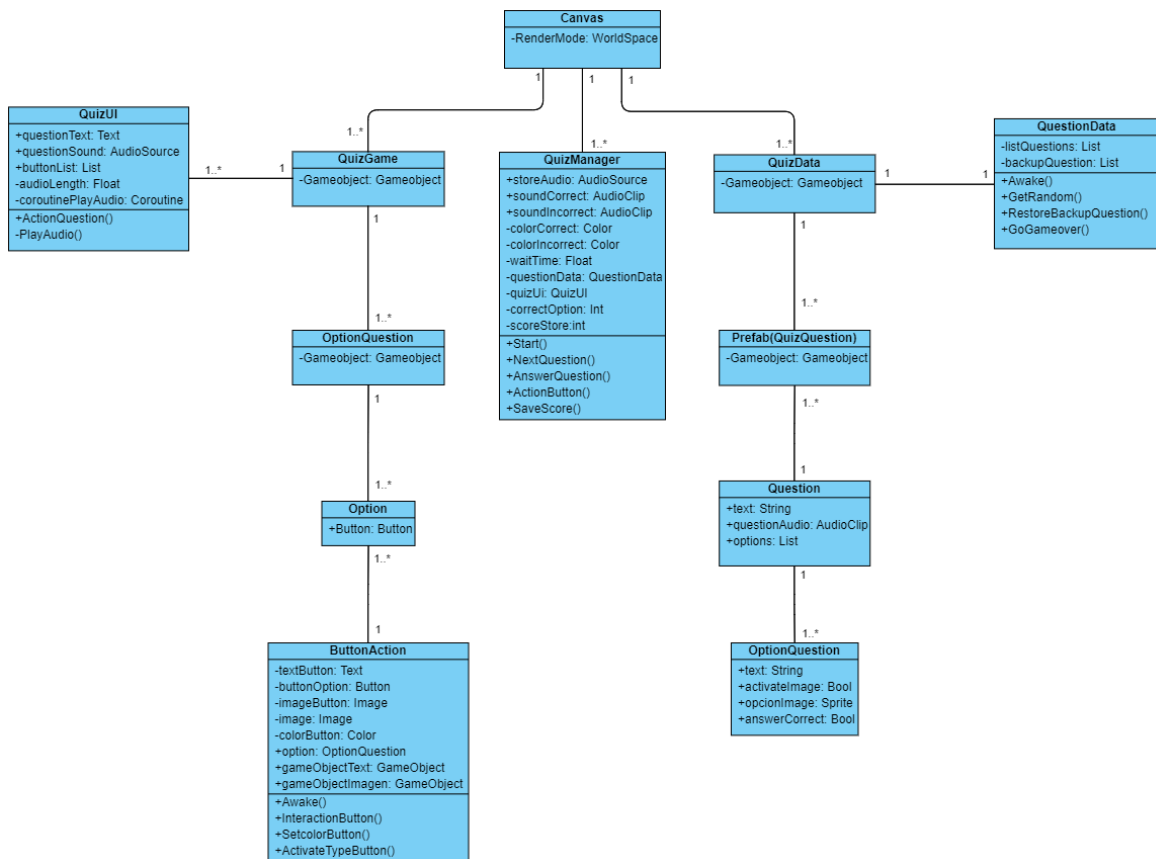 Canvas
-RenderMode: WorldSpace
1
1
1
QuizUI
+questionText: Text
+questionSound: AudioSource
+buttonList: List
-audioLength: Float
-coroutinePlayAudio: Coroutine
+ActionQuestion()
-PlayAudio()
1..*
1
1..*
QuizGame
-Gameobject: Gameobject
1
1..*
QuizManager
+storeAudio: AudioSource
+soundCorrect: AudioClip
+soundIncorrect: AudioClip
-colorCorrect: Color
-colorIncorrect: Color
-waitTime: Float
-questionData: QuestionData
-quizUi: QuizUI
-correctOption: Int
-scoreStore:int
+Start()
+NextQuestion()
+AnswerQuestion()
+ActionButton()
+SaveScore()
1..*
QuizData
-Gameobject: Gameobject
1
1
1
QuestionData
-listQuestions: List
-backupQuestion: List
+Awake()
+GetRandom()
+RestoreBackupQuestion()
+GoGameover()
1..*
OptionQuestion
-Gameobject: Gameobject
1
1..*
Prefab(QuizQuestion)
-Gameobject: Gameobject
1..*
1..*
Option
+Button: Button
1..*
1
Question
+text: String
+questionAudio: AudioClip
+options: List
1
1
ButtonAction
-textButton: Text
-buttonOption: Button
-imageButton: Image
-image: Image
-colorButton: Color
+option: OptionQuestion
+gameObjectText: GameObject
+gameObjectImagen: GameObject
+Awake()
+InteractionButton()
+SetcolorButton()
+ActivateTypeButton()
1..*
OptionQuestion
+text: String
+activateImage: Bool
+opcionImage: Sprite
+answerCorrect: Bool